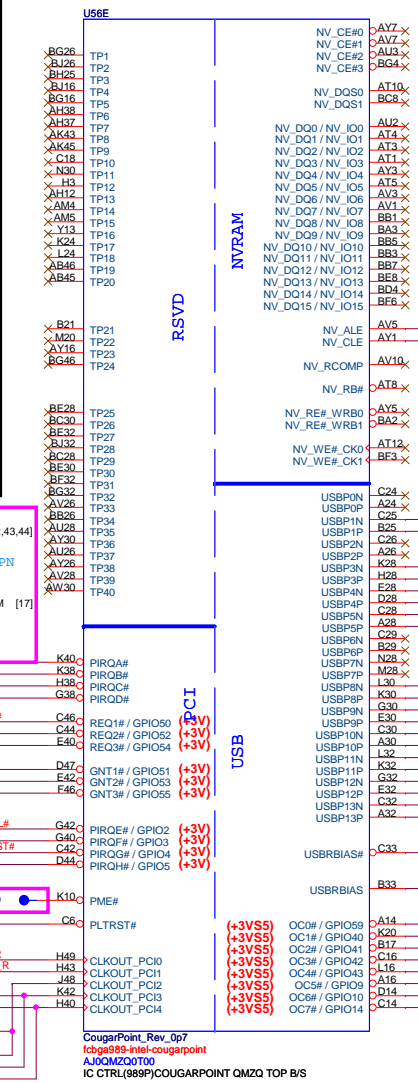 U56E
BG26 TP1
BJ26 TP2
BH25 TP3
BJ16 TP4
BG16 TP5
AH38 TP6
AH37 TP7
AK43 TP8
AK45 TP9
C18 TP10
N30 TP11
H3 TP12
AH12 TP13
AM4 TP14
AM5 TP15
Y13 TP16
K24 TP17
L24 TP18
AB46 TP19
AB45 TP20
B21 TP21
M20 TP22
AY16 TP23
BG46 TP24
BE28 TP25
BC30 TP26
BE32 TP27
BJ32 TP28
BC28 TP29
BE30 TP30
BF32 TP31
BG32 TP32
AV26 TP33
BB26 TP34
AU28 TP35
AY30 TP36
AU26 TP37
AY26 TP38
AV28 TP39
AW30 TP40
RSVD
,43,44]
PN
M [17]
K40 PIRQA#
K38 PIRQB#
H38 PIRQC#
G38 PIRQD#
C46 REQ1# / GPIO50 (+3V)
C44 REQ2# / GPIO52 (+3V)
E40 REQ3# / GPIO54 (+3V)
D47 GNT1# / GPIO51 (+3V)
E42 GNT2# / GPIO53 (+3V)
F46 GNT3# / GPIO55 (+3V)
G42 PIRQE# / GPIO2 (+3V)
G40 PIRQF# / GPIO3 (+3V)
C42 PIRQG# / GPIO4 (+3V)
D44 PIRQH# / GPIO5 (+3V)
K10 PME#
C6 PLTRST#
H49 CLKOUT_PCI0
H43 CLKOUT_PCI1
J48 CLKOUT_PCI2
K42 CLKOUT_PCI3
H40 CLKOUT_PCI4
PCI
NV_CE#0 AY7
NV_CE#1 AV7
NV_CE#2 AU3
NV_CE#3 BG4
NV_DQS0 AT10
NV_DQS1 BC8
NV_DQ0 / NV_IO0 AU2
NV_DQ1 / NV_IO1 AT4
NV_DQ2 / NV_IO2 AT3
NV_DQ3 / NV_IO3 AT1
NV_DQ4 / NV_IO4 AY3
NV_DQ5 / NV_IO5 AT5
NV_DQ6 / NV_IO6 AV3
NV_DQ7 / NV_IO7 AV1
NV_DQ8 / NV_IO8 BB1
NV_DQ9 / NV_IO9 BA3
NV_DQ10 / NV_IO10 BB5
NV_DQ11 / NV_IO11 BB3
NV_DQ12 / NV_IO12 BB7
NV_DQ13 / NV_IO13 BE8
NV_DQ14 / NV_IO14 BD4
NV_DQ15 / NV_IO15 BF6
NV_ALE AV5
NV_CLE AY1
NV_RCOMP AV10
NV_RB# AT8
NV_RE#_WRB0 AY5
NV_RE#_WRB1 BA2
NV_WE#_CK0 AT12
NV_WE#_CK1 BF3
NVRAM
USBP0N C24
USBP0P A24
USBP1N C25
USBP1P B25
USBP2N C26
USBP2P A26
USBP3N K28
USBP3P H28
USBP4N E28
USBP4P D28
USBP5N C28
USBP5P A28
USBP6N C29
USBP6P B29
USBP7N N28
USBP7P M28
USBP8N L30
USBP8P K30
USBP9N G30
USBP9P E30
USBP10N C30
USBP10P A30
USBP11N L32
USBP11P K32
USBP12N G32
USBP12P E32
USBP13N C32
USBP13P A32
USB
USBRBIAS# C33
USBRBIAS B33
(+3VS5) OC0# / GPIO59 A14
(+3VS5) OC1# / GPIO40 K20
(+3VS5) OC2# / GPIO41 B17
(+3VS5) OC3# / GPIO42 C16
(+3VS5) OC4# / GPIO43 L16
(+3VS5) OC5# / GPIO9 A16
(+3VS5) OC6# / GPIO10 D14
(+3VS5) OC7# / GPIO14 C14
CougarPoint_Rev_0p7
fcbga989-intel-cougarpoint
AJ0QMZQ0T00
IC CTRL(989P)COUGARPOINT QMZQ TOP B/S